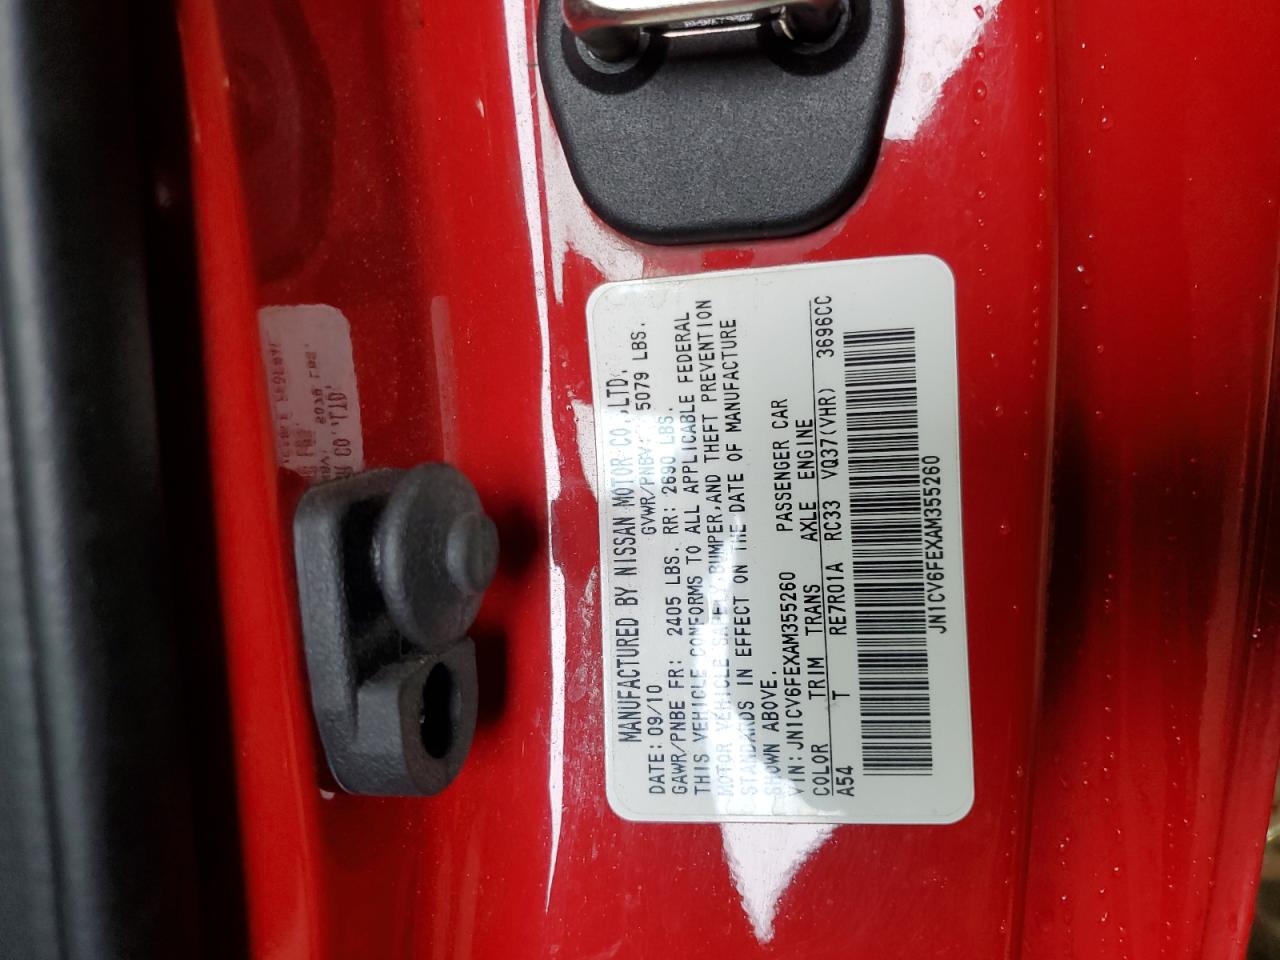 MANUFACTURED BY NISSAN MOTOR CO.,LTD.
DATE: 09/10 GVWR/PNBV: 5079 LBS.
GAWR/PNBE FR: 2405 LBS. RR: 2690 LBS.
THIS VEHICLE CONFORMS TO ALL APPLICABLE FEDERAL
MOTOR VEHICLE SAFETY,BUMPER,AND THEFT PREVENTION
STANDARDS IN EFFECT ON THE DATE OF MANUFACTURE
SHOWN ABOVE.
VIN: JN1CV6FEXAM355260 PASSENGER CAR
COLOR TRIM TRANS AXLE ENGINE
A54 T RE7R01A RC33 VQ37(VHR) 3696CC
JN1CV6FEXAM355260